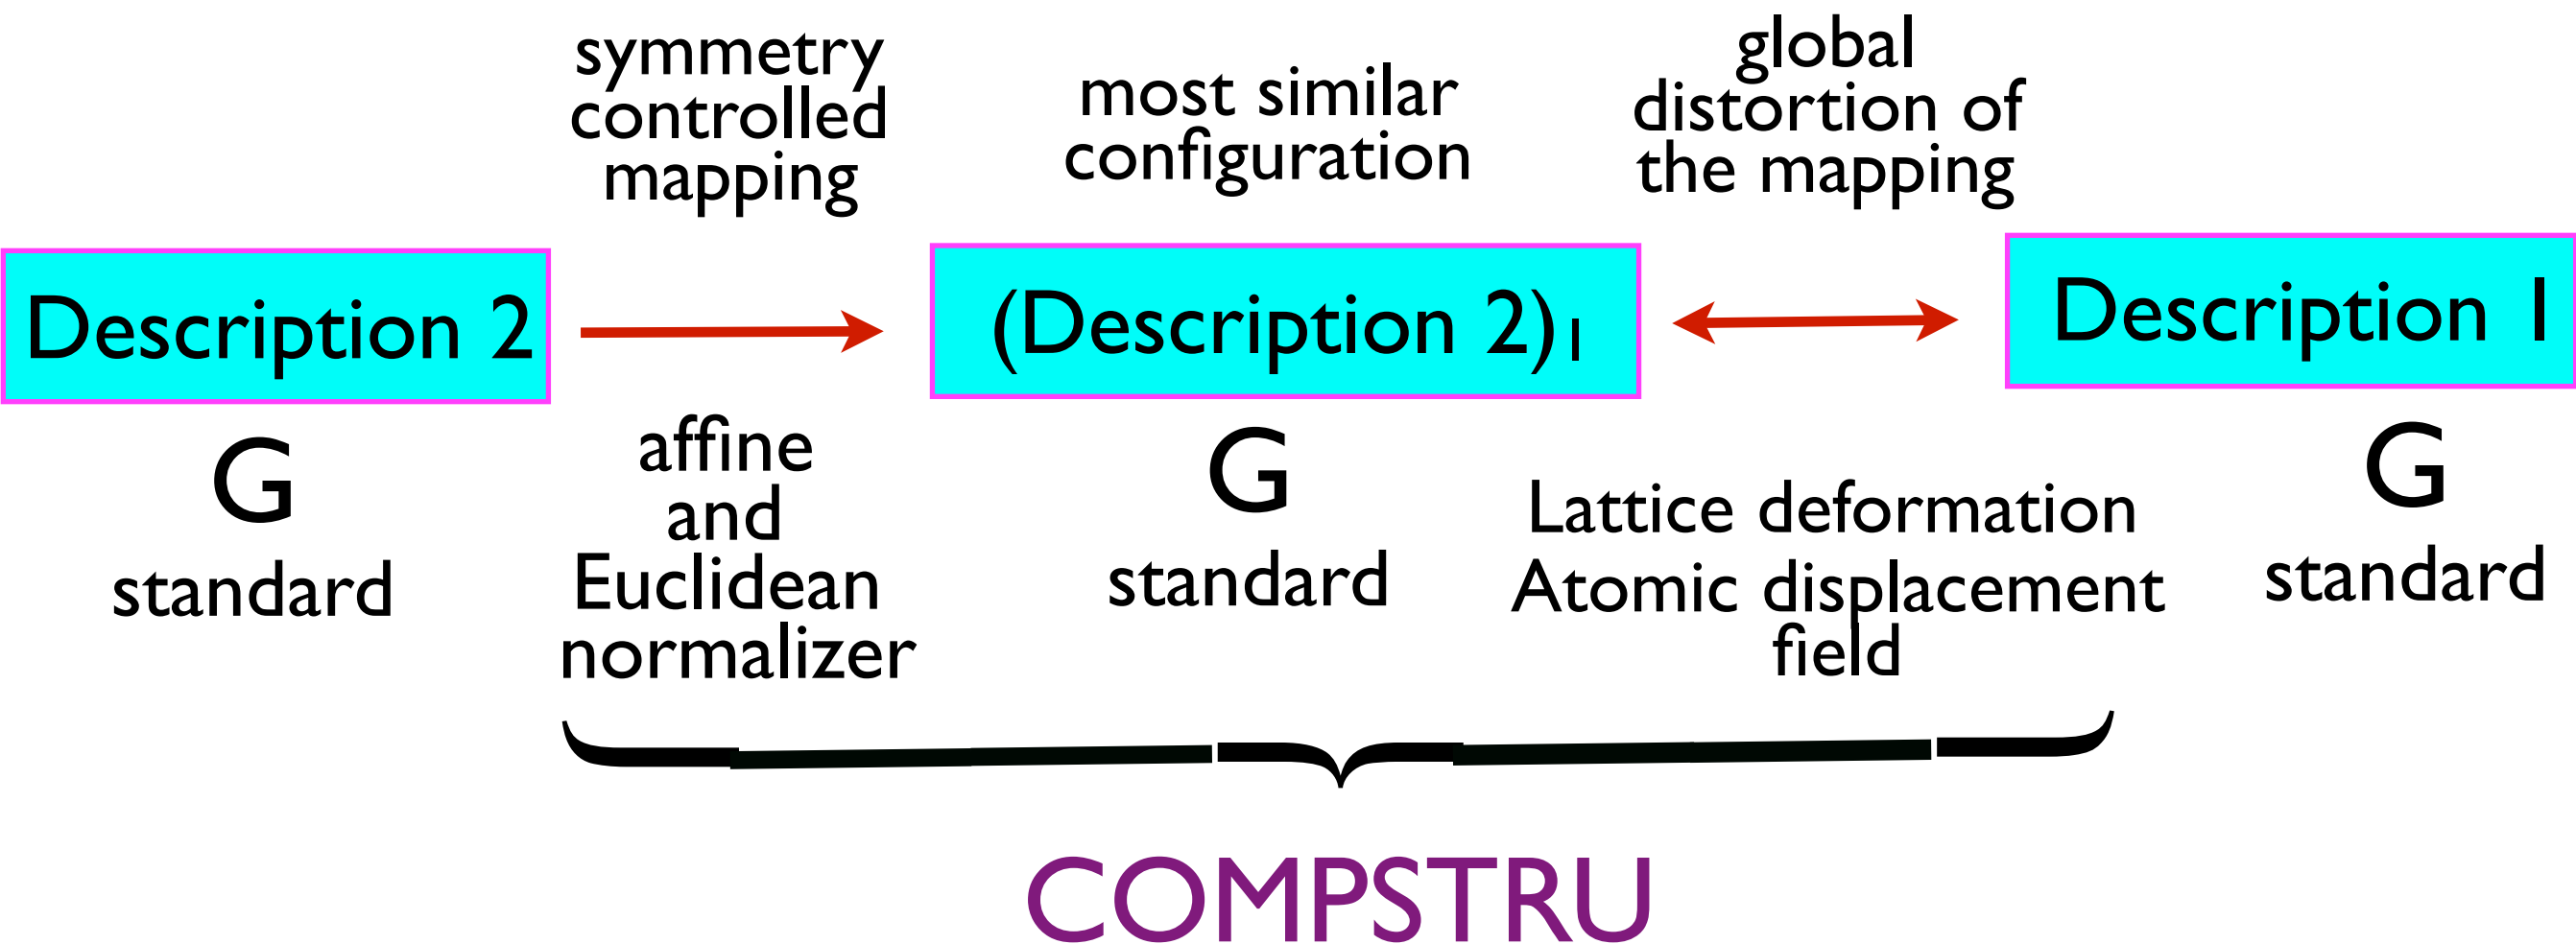 symmetry
controlled
mapping
most similar
configuration
global
distortion of
the mapping
Description 2
(Description 2)1
Description 1
G
standard
affine
and
Euclidean
normalizer
G
standard
Lattice deformation
Atomic displacement
field
G
standard
COMPSTRU